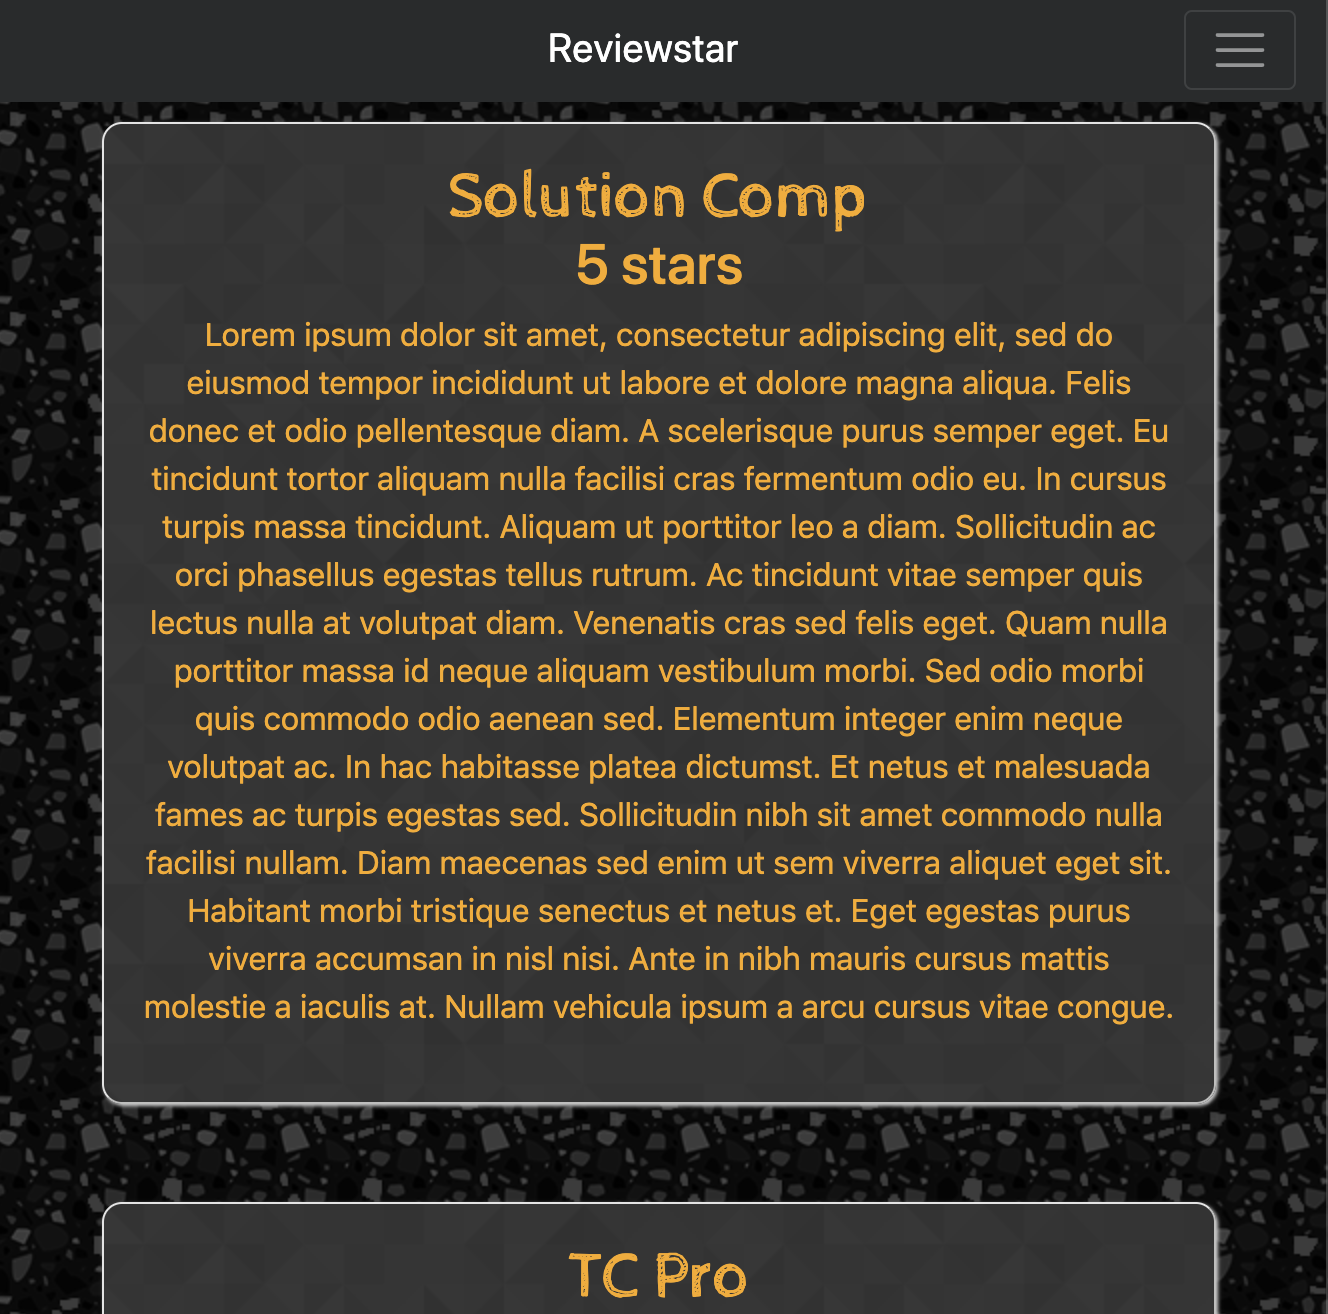 Reviewstar
Solution Comp
5 stars
Lorem ipsum dolor sit amet, consectetur adipiscing elit, sed do
eiusmod tempor incididunt ut labore et dolore magna aliqua. Felis
donec et odio pellentesque diam. A scelerisque purus semper eget. Eu
tincidunt tortor aliquam nulla facilisi cras fermentum odio eu. In cursus
turpis massa tincidunt. Aliquam ut porttitor leo a diam. Sollicitudin ac
orci phasellus egestas tellus rutrum. Ac tincidunt vitae semper quis
lectus nulla at volutpat diam. Venenatis cras sed felis eget. Quam nulla
porttitor massa id neque aliquam vestibulum morbi. Sed odio morbi
quis commodo odio aenean sed. Elementum integer enim neque
volutpat ac. In hac habitasse platea dictumst. Et netus et malesuada
fames ac turpis egestas sed. Sollicitudin nibh sit amet commodo nulla
facilisi nullam. Diam maecenas sed enim ut sem viverra aliquet eget sit.
Habitant morbi tristique senectus et netus et. Eget egestas purus
viverra accumsan in nisl nisi. Ante in nibh mauris cursus mattis
molestie a iaculis at. Nullam vehicula ipsum a arcu cursus vitae congue.
TC Pro